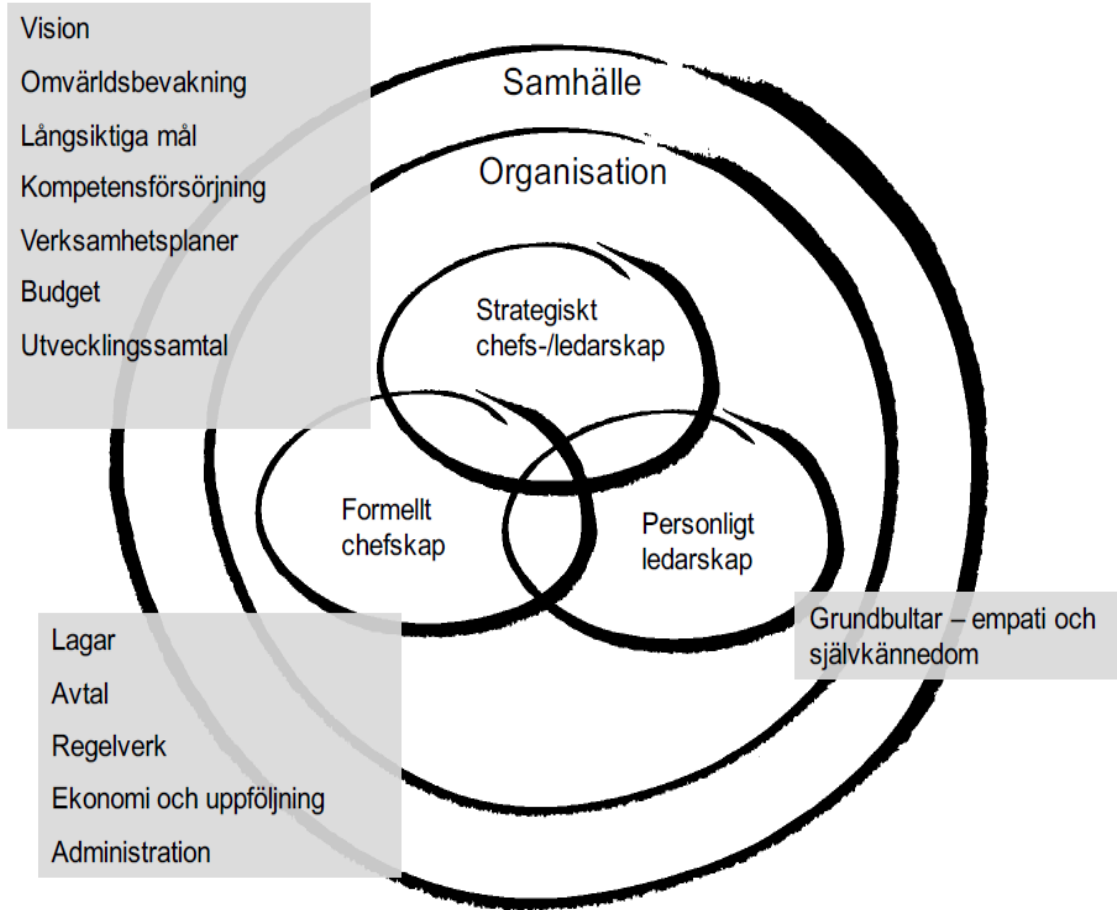 Vision
Omvärldsbevakning
Långsiktiga mål
Kompetensförsörjning
Verksamhetsplaner
Budget
Utvecklingssamtal
Samhälle
Organisation
Strategiskt
chefs-/ledarskap
Formellt
chefskap
Personligt
ledarskap
Grundbultar – empati och
självkännedom
Lagar
Avtal
Regelverk
Ekonomi och uppföljning
Administration